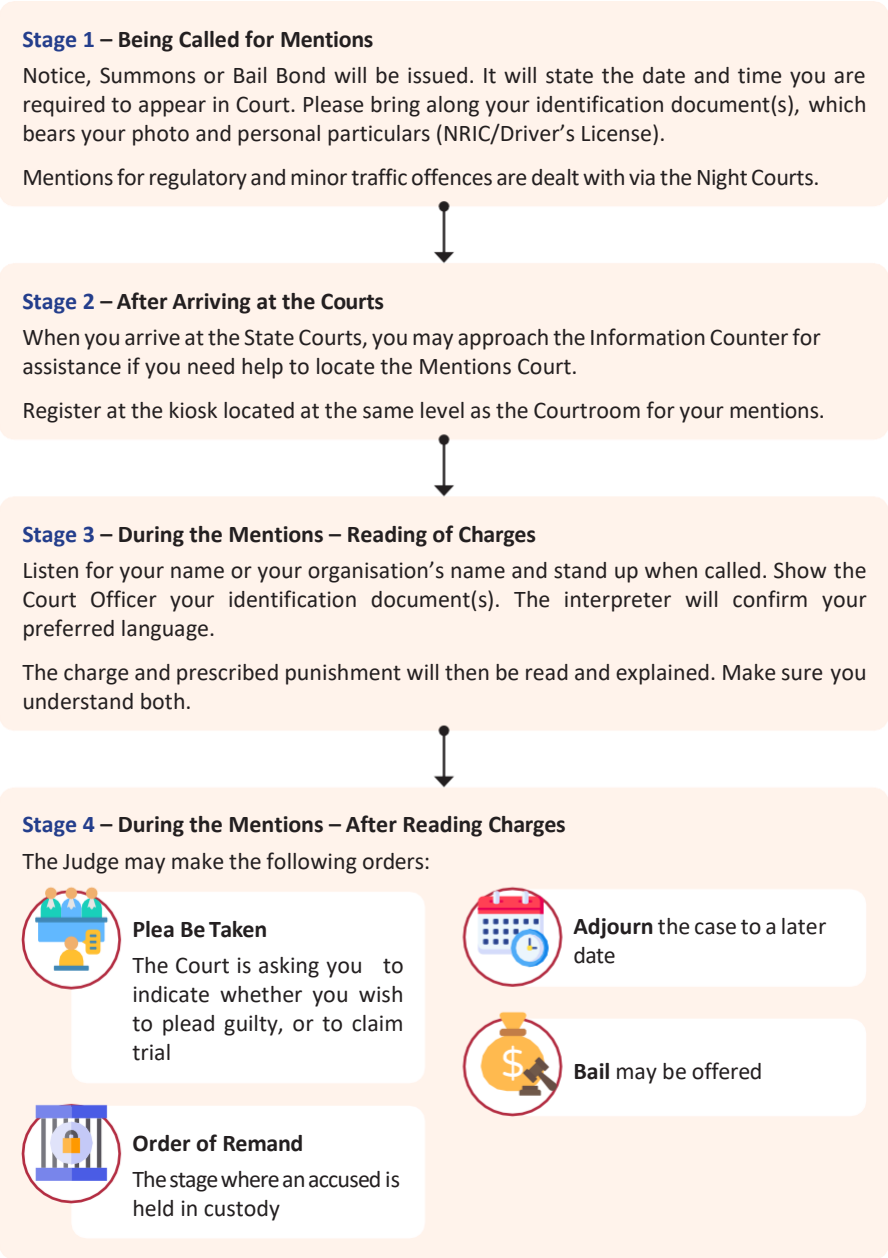 Stage 1 – Being Called for Mentions
Notice, Summons or Bail Bond will be issued. It will state the date and time you are
required to appear in Court. Please bring along your identification document(s), which
bears your photo and personal particulars (NRIC/Driver’s License).
Mentions for regulatory and minor traffic offences are dealt with via the Night Courts.
Stage 2 – After Arriving at the Courts
When you arrive at the State Courts, you may approach the Information Counter for
assistance if you need help to locate the Mentions Court.
Register at the kiosk located at the same level as the Courtroom for your mentions.
Stage 3 – During the Mentions – Reading of Charges
Listen for your name or your organisation’s name and stand up when called. Show the
Court Officer your identification document(s). The interpreter will confirm your
preferred language.
The charge and prescribed punishment will then be read and explained. Make sure you
understand both.
Stage 4 – During the Mentions – After Reading Charges
The Judge may make the following orders:
Plea Be Taken
The Court is asking you to
indicate whether you wish
to plead guilty, or to claim
trial
Adjourn the case to a later
date
$
Bail may be offered
Order of Remand
The stage where an accused is
held in custody